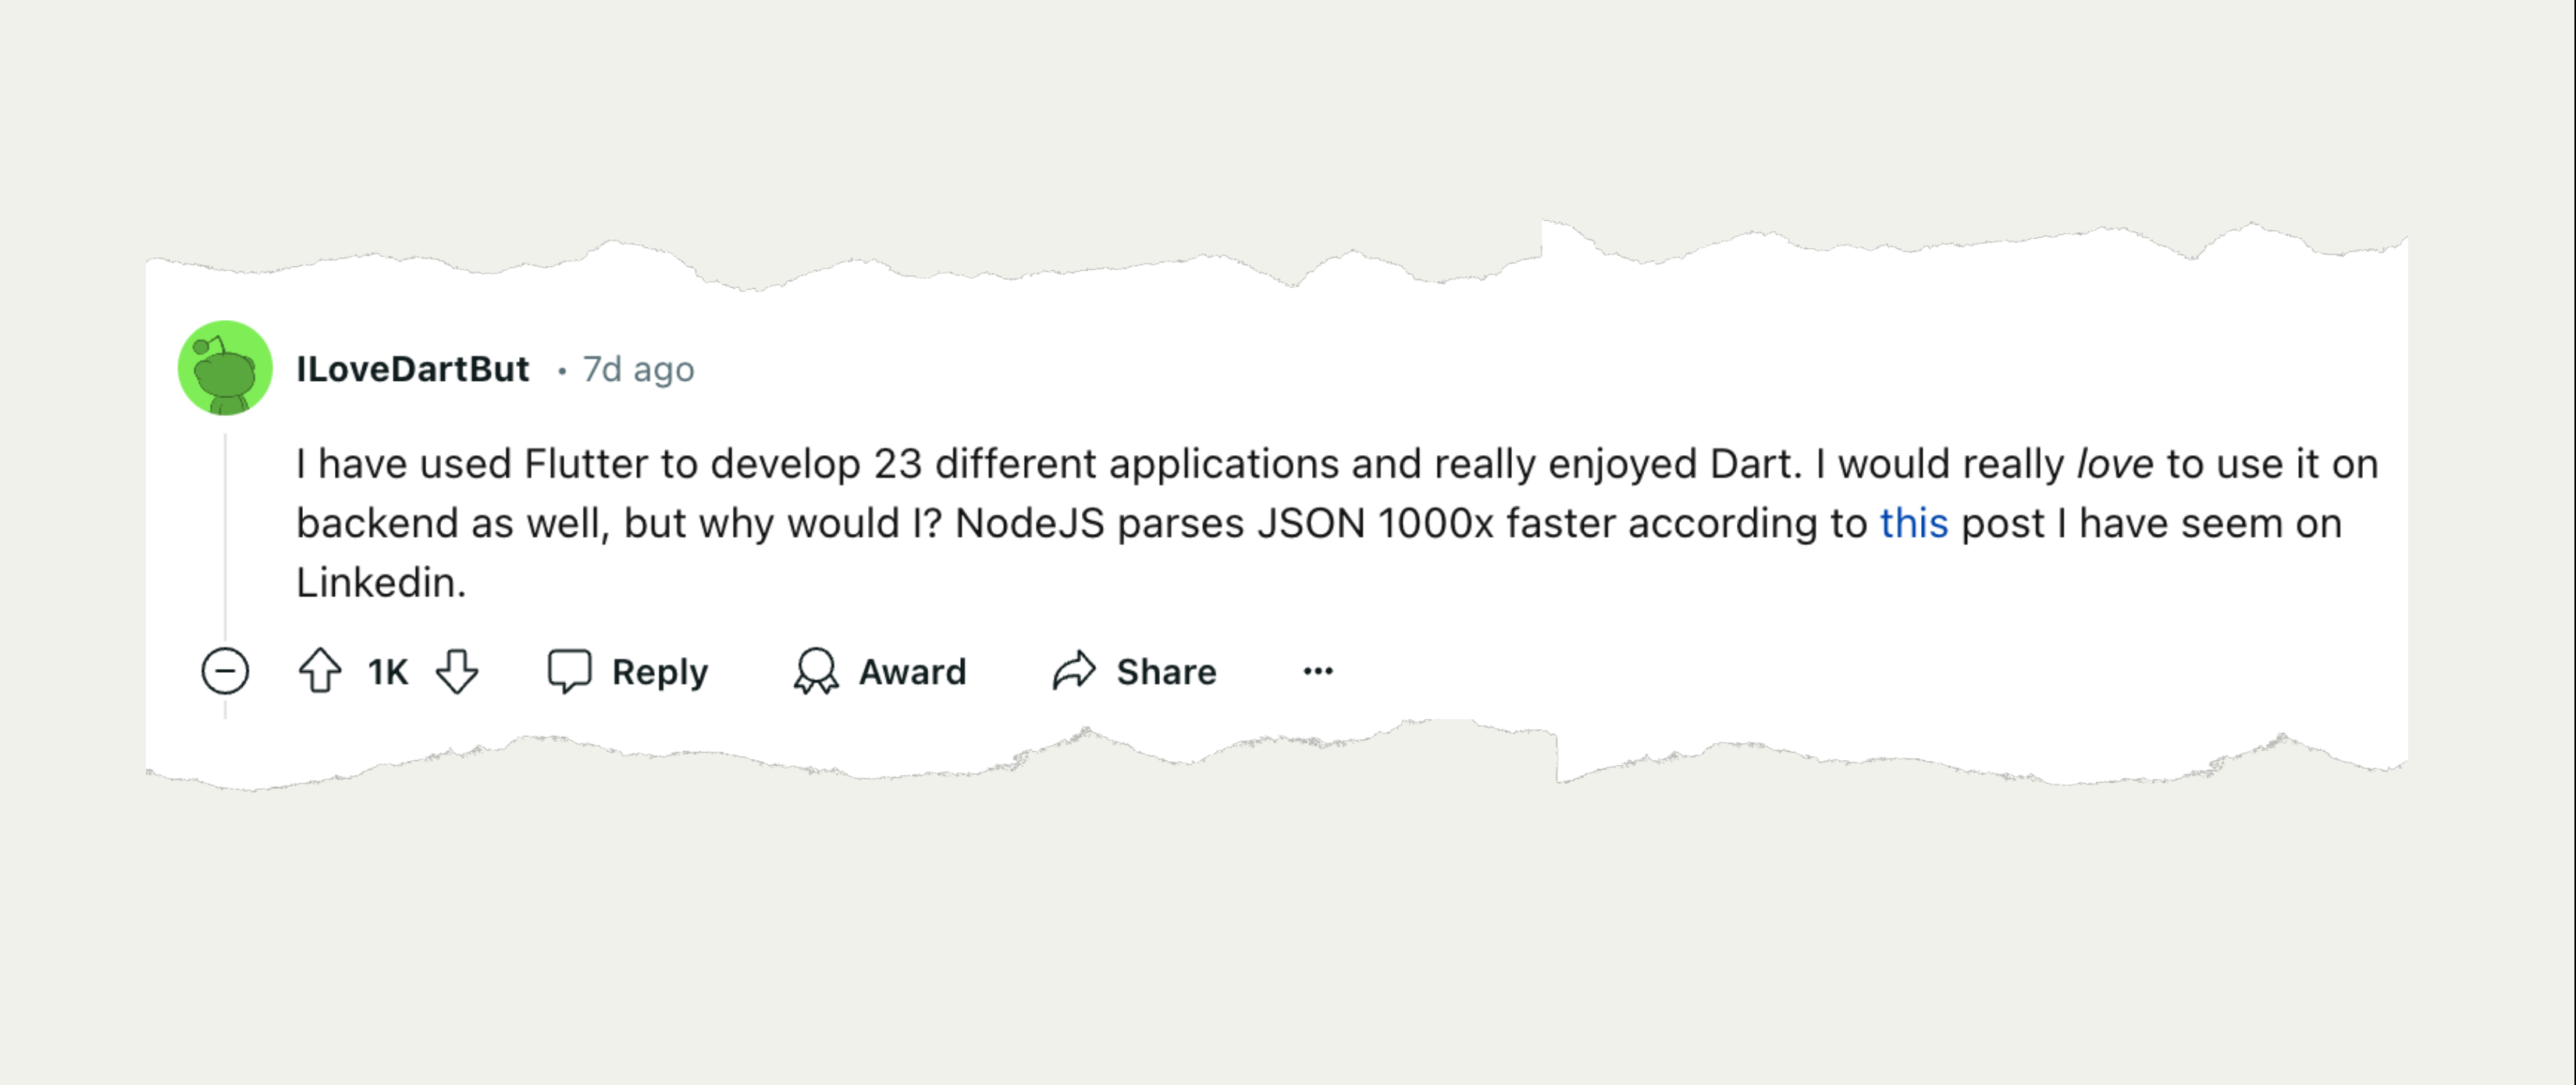 ILoveDartBut • 7d ago
I have used Flutter to develop 23 different applications and really enjoyed Dart. I would really love to use it on
backend as well, but why would I? NodeJS parses JSON 1000x faster according to this post I have seem on
Linkedin.
1K Reply Award Share ...